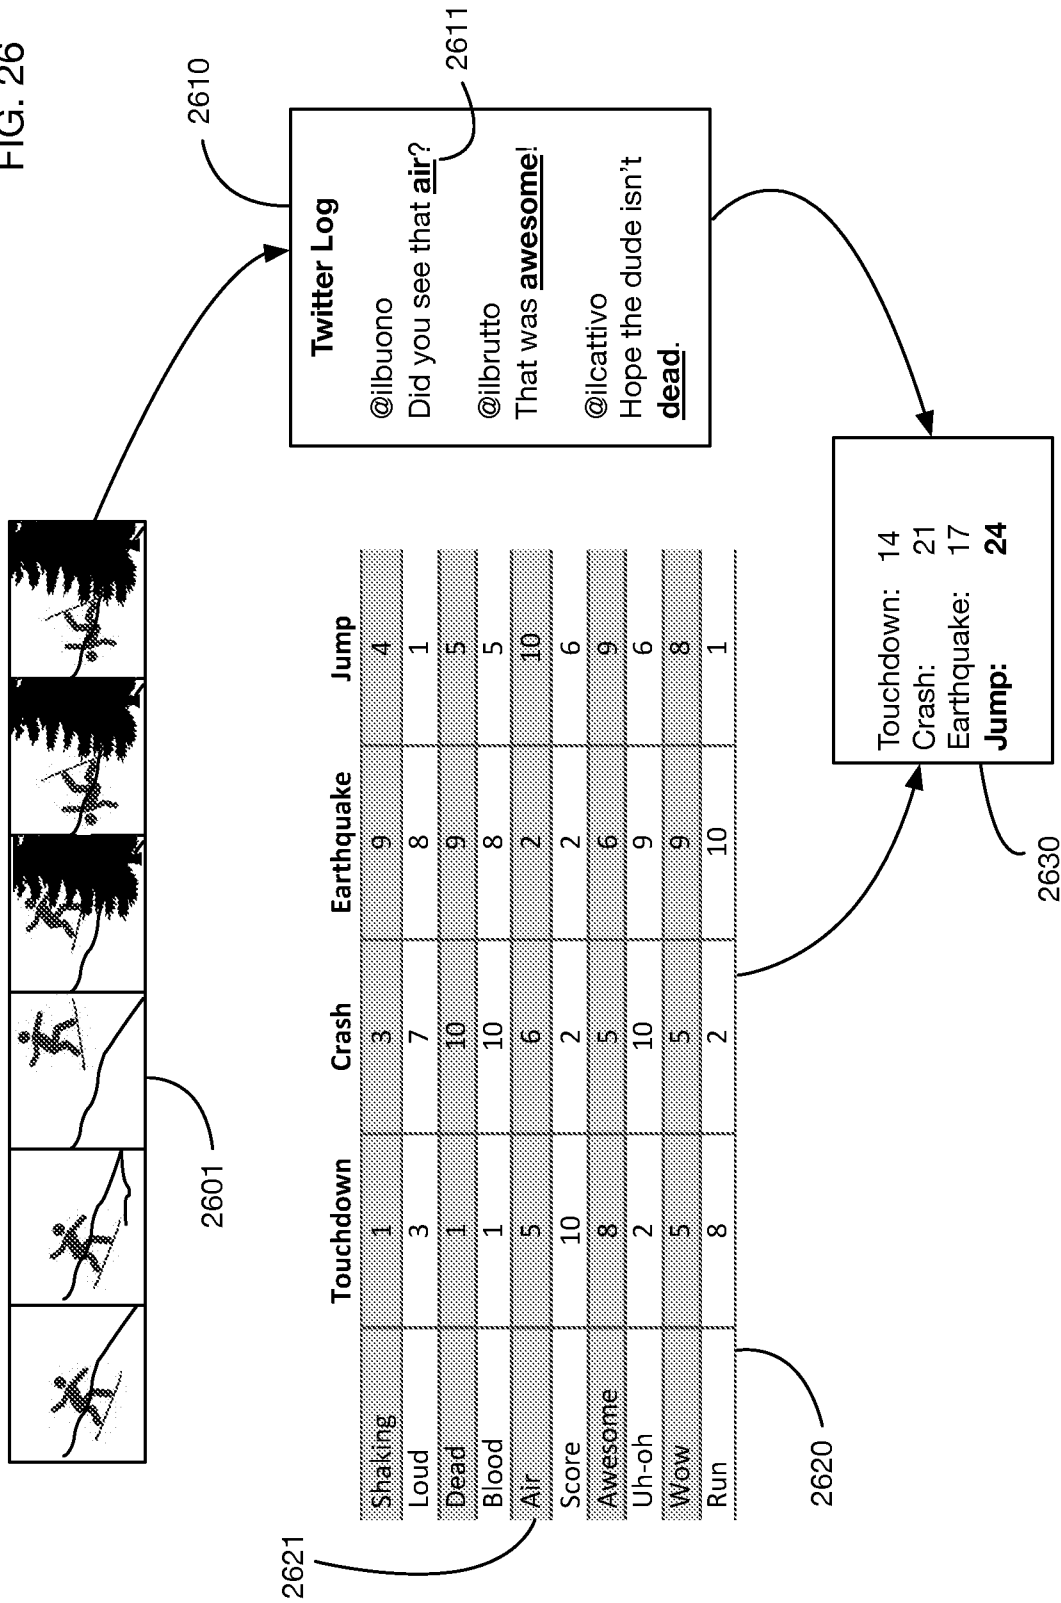 FIG. 26
2601
2610
Twitter Log
@ilbuono
Did you see that air?
@ilbrutto
That was awesome!
@ilcattivo
Hope the dude isn't
dead.
2611
2621
Touchdown Crash Earthquake Jump
Shaking 1 3 9 4
Loud 3 7 8 1
Dead 1 10 9 5
Blood 1 10 8 5
Air 5 6 2 10
Score 10 2 2 6
Awesome 8 5 6 9
Uh-oh 2 10 9 6
Wow 5 5 9 8
Run 8 2 10 1
2620
Touchdown: 14
Crash: 21
Earthquake: 17
Jump: 24
2630